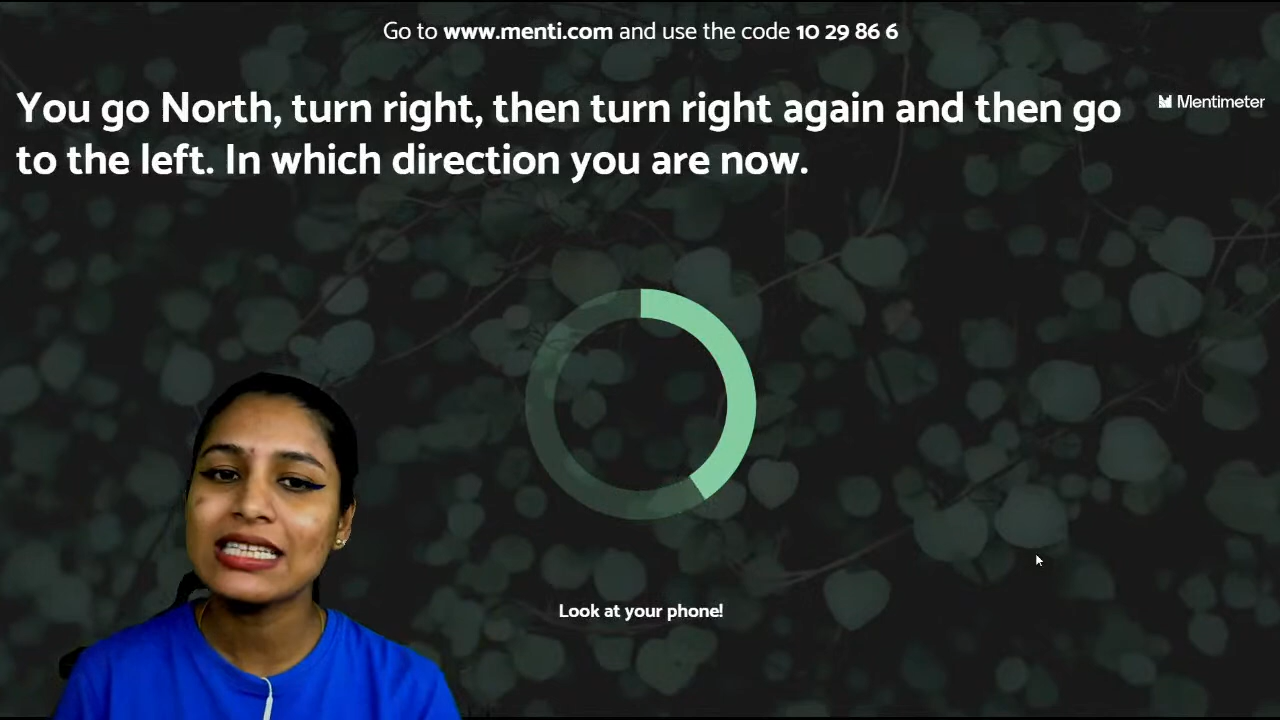 Go to www.menti.com and use the code 10 29 86 6
You go North, turn right, then turn right again and then go
to the left. In which direction you are now.
Mentimeter
Look at your phone!